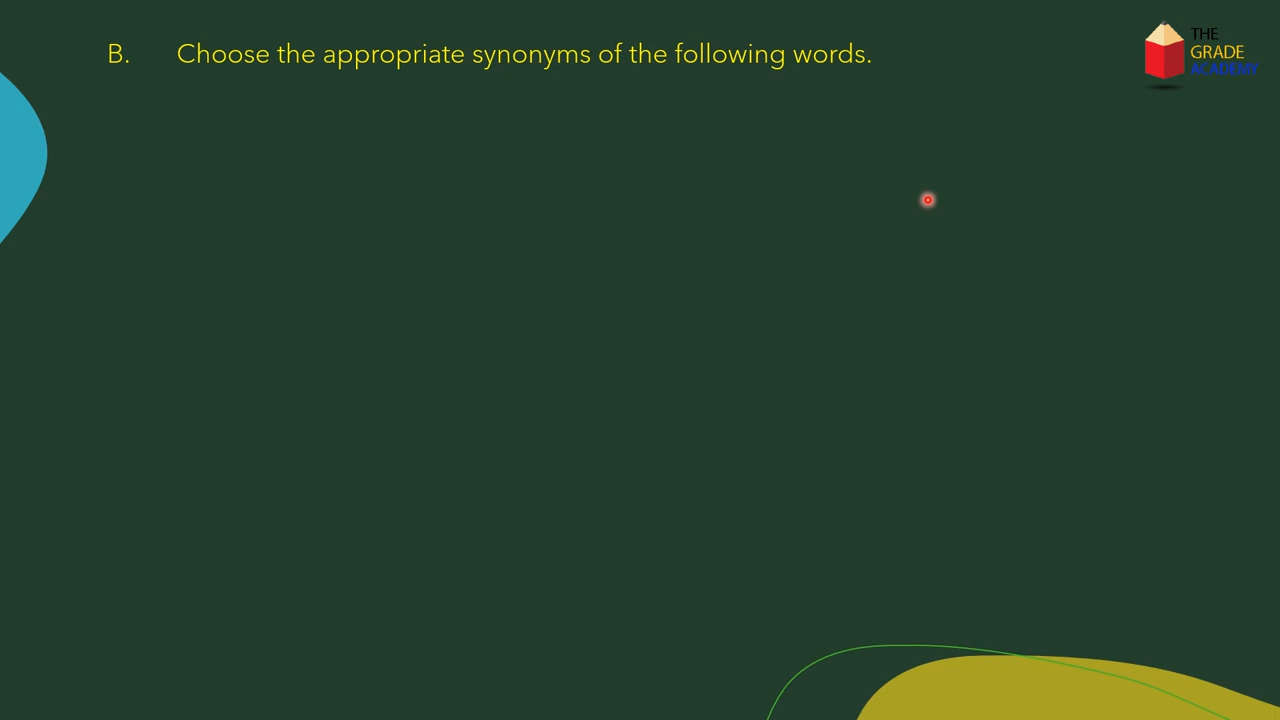 B. Choose the appropriate synonyms of the following words.
THE
GRADE
ACADEMY